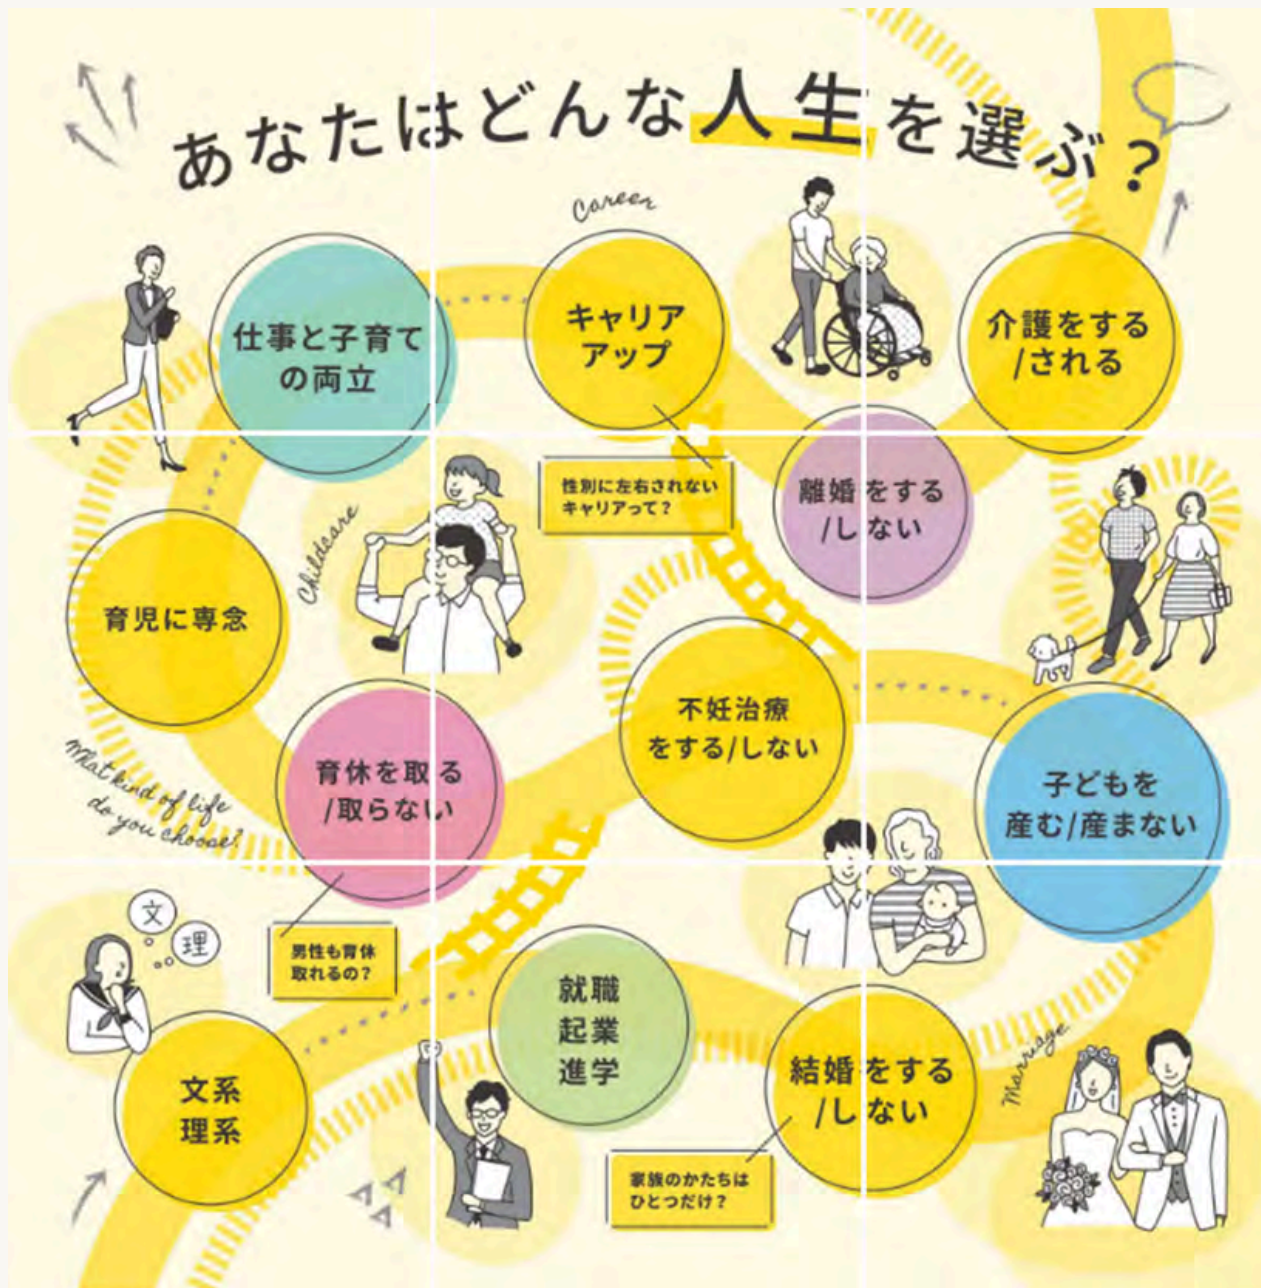 あなたはどんな人生を選ぶ?
Career
仕事と子育て
の両立
キャリア
アップ
介護をする
/される
性別に左右されない
キャリアって?
離婚をする
/しない
Childcare
育児に専念
不妊治療
をする/しない
育休を取る
/取らない
子どもを
産む/産まない
What kind of life
do you choose?
文
理
男性も育休
取れるの?
就職
起業
進学
文系
理系
結婚をする
/しない
Marriage
家族のかたちは
ひとつだけ?